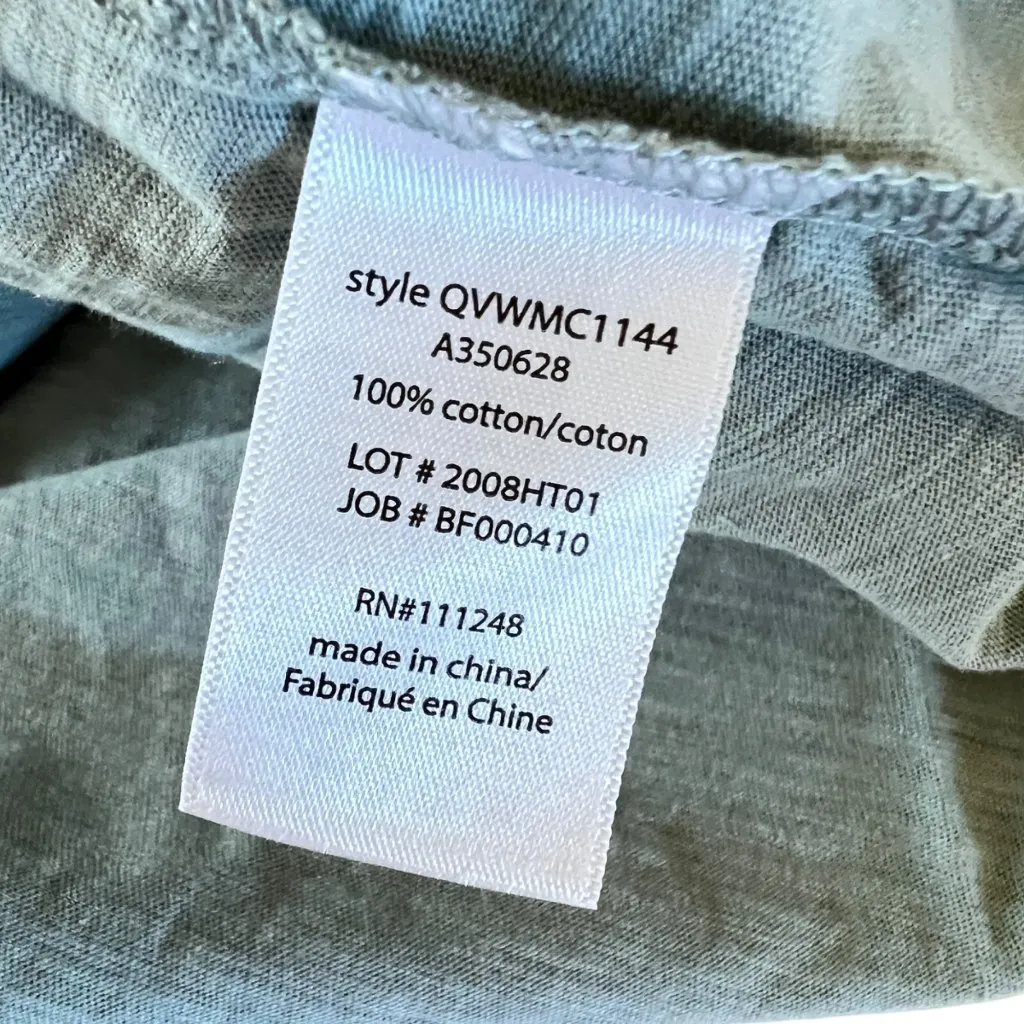 style QVWMC1144
A350628
100% cotton/coton
LOT # 2008HT01
JOB # BF000410
RN#111248
made in china/
Fabriqué en Chine